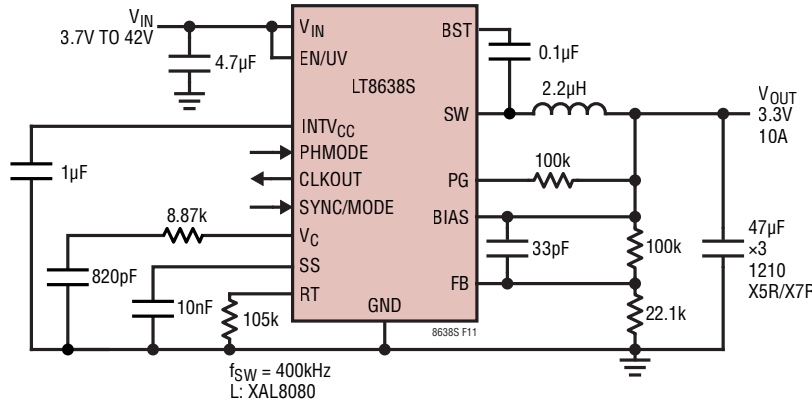 VIN
3.7V TO 42V
4.7µF
VIN
EN/UV
LT8638S
BST
0.1µF
2.2µH
SW
VOUT
3.3V
10A
INTVCC
1µF
PHMODE
CLKOUT
SYNC/MODE
PG
100k
BIAS
8.87k
VC
33pF
100k
47µF
×3
1210
X5R/X7R
820pF
SS
FB
10nF
RT
105k
GND
22.1k
8638S F11
fSW = 400kHz
L: XAL8080